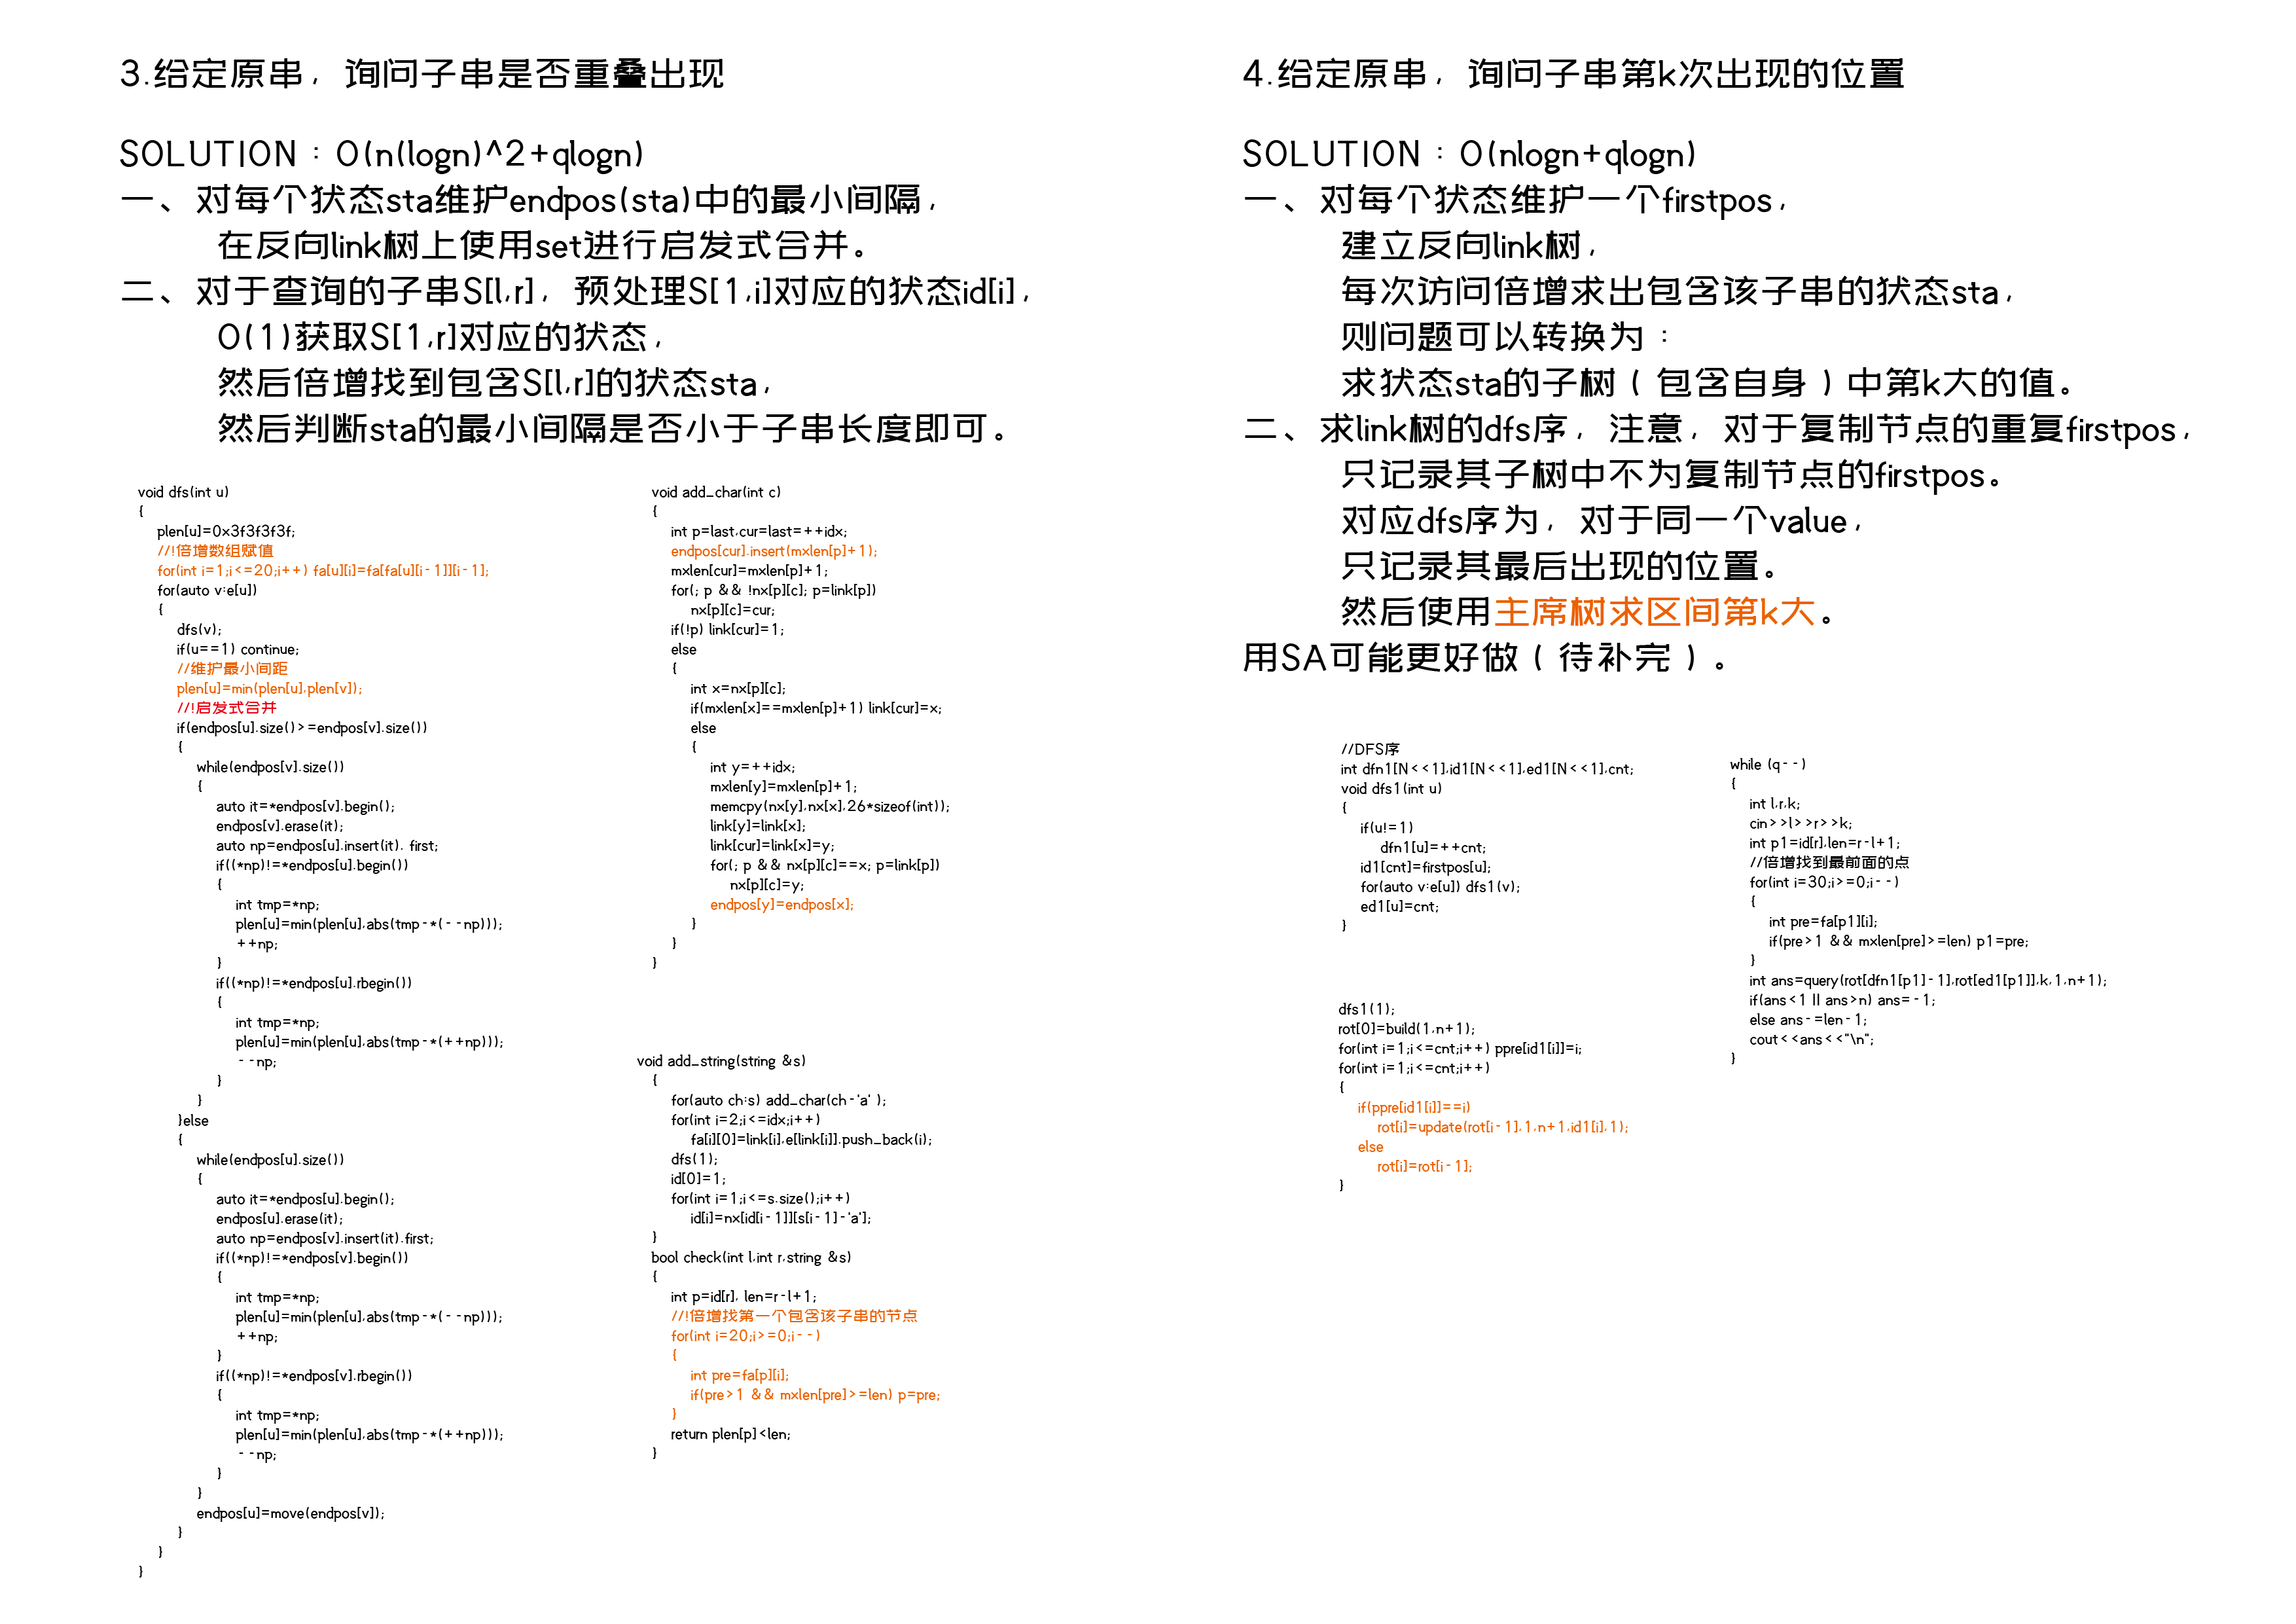 3.给定原串，询问子串是否重叠出现
SOLUTION：O(n(logn)^2+qlogn)
一、对每个状态sta维护endpos(sta)中的最小间隔，
在反向link树上使用set进行启发式合并。
二、对于查询的子串S[l,r]，预处理S[1,i]对应的状态id[i]，
O(1)获取S[1,r]对应的状态，
然后倍增找到包含S[l,r]的状态sta，
然后判断sta的最小间隔是否小于子串长度即可。
void dfs(int u)
{
plen[u]=0x3f3f3f3f;
//!倍增数组赋值
for(int i=1;i<=20;i++) fa[u][i]=fa[fa[u][i-1]][i-1];
for(auto v:e[u])
{
dfs(v);
if(u==1) continue;
//维护最小间距
plen[u]=min(plen[u],plen[v]);
//!启发式合并
if(endpos[u].size()>=endpos[v].size())
{
while(endpos[v].size())
{
auto it=*endpos[v].begin();
endpos[v].erase(it);
auto np=endpos[u].insert(it). first;
if((*np)!=*endpos[u].begin())
{
int tmp=*np;
plen[u]=min(plen[u],abs(tmp-*(--np)));
++np;
}
if((*np)!=*endpos[u].rbegin())
{
int tmp=*np;
plen[u]=min(plen[u],abs(tmp-*(++np)));
--np;
}
}
}else
{
while(endpos[u].size())
{
auto it=*endpos[u].begin();
endpos[u].erase(it);
auto np=endpos[v].insert(it).first;
if((*np)!=*endpos[v].begin())
{
int tmp=*np;
plen[u]=min(plen[u],abs(tmp-*(--np)));
++np;
}
if((*np)!=*endpos[v].rbegin())
{
int tmp=*np;
plen[u]=min(plen[u],abs(tmp-*(++np)));
--np;
}
}
endpos[u]=move(endpos[v]);
}
}
}
void add_char(int c)
{
int p=last,cur=last=++idx;
endpos[cur].insert(mxlen[p]+1);
mxlen[cur]=mxlen[p]+1;
for(; p && !nx[p][c]; p=link[p])
nx[p][c]=cur;
if(!p) link[cur]=1;
else
{
int x=nx[p][c];
if(mxlen[x]==mxlen[p]+1) link[cur]=x;
else
{
int y=++idx;
mxlen[y]=mxlen[p]+1;
memcpy(nx[y],nx[x],26*sizeof(int));
link[y]=link[x];
link[cur]=link[x]=y;
for(; p && nx[p][c]==x; p=link[p])
nx[p][c]=y;
endpos[y]=endpos[x];
}
}
}
void add_string(string &s)
{
for(auto ch:s) add_char(ch-'a' );
for(int i=2;i<=idx;i++)
fa[i][0]=link[i],e[link[i]].push_back(i);
dfs(1);
id[0]=1;
for(int i=1;i<=s.size();i++)
id[i]=nx[id[i-1]][s[i-1]-'a'];
}
bool check(int l,int r,string &s)
{
int p=id[r], len=r-l+1;
//!倍增找第一个包含该子串的节点
for(int i=20;i>=0;i--)
{
int pre=fa[p][i];
if(pre>1 && mxlen[pre]>=len) p=pre;
}
return plen[p]<len;
}
4.给定原串，询问子串第k次出现的位置
SOLUTION：O(nlogn+qlogn)
一、对每个状态维护一个firstpos，
建立反向link树，
每次访问倍增求出包含该子串的状态sta，
则问题可以转换为：
求状态sta的子树（包含自身）中第k大的值。
二、求link树的dfs序，注意，对于复制节点的重复firstpos，
只记录其子树中不为复制节点的firstpos。
对应dfs序为，对于同一个value，
只记录其最后出现的位置。
然后使用主席树求区间第k大。
用SA可能更好做（待补完）。
//DFS序
int dfn1[N<<1],id1[N<<1],ed1[N<<1],cnt;
void dfs1(int u)
{
if(u!=1)
dfn1[u]=++cnt;
id1[cnt]=firstpos[u];
for(auto v:e[u]) dfs1(v);
ed1[u]=cnt;
}
dfs1(1);
rot[0]=build(1,n+1);
for(int i=1;i<=cnt;i++) ppre[id1[i]]=i;
for(int i=1;i<=cnt;i++)
{
if(ppre[id1[i]]==i)
rot[i]=update(rot[i-1],1,n+1,id1[i],1);
else
rot[i]=rot[i-1];
}
while (q--)
{
int l,r,k;
cin>>l>>r>>k;
int p1=id[r],len=r-l+1;
//倍增找到最前面的点
for(int i=30;i>=0;i--)
{
int pre=fa[p1][i];
if(pre>1 && mxlen[pre]>=len) p1=pre;
}
int ans=query(rot[dfn1[p1]-1],rot[ed1[p1]],k,1,n+1);
if(ans<1 || ans>n) ans=-1;
else ans-=len-1;
cout<<ans<<"\n";
}